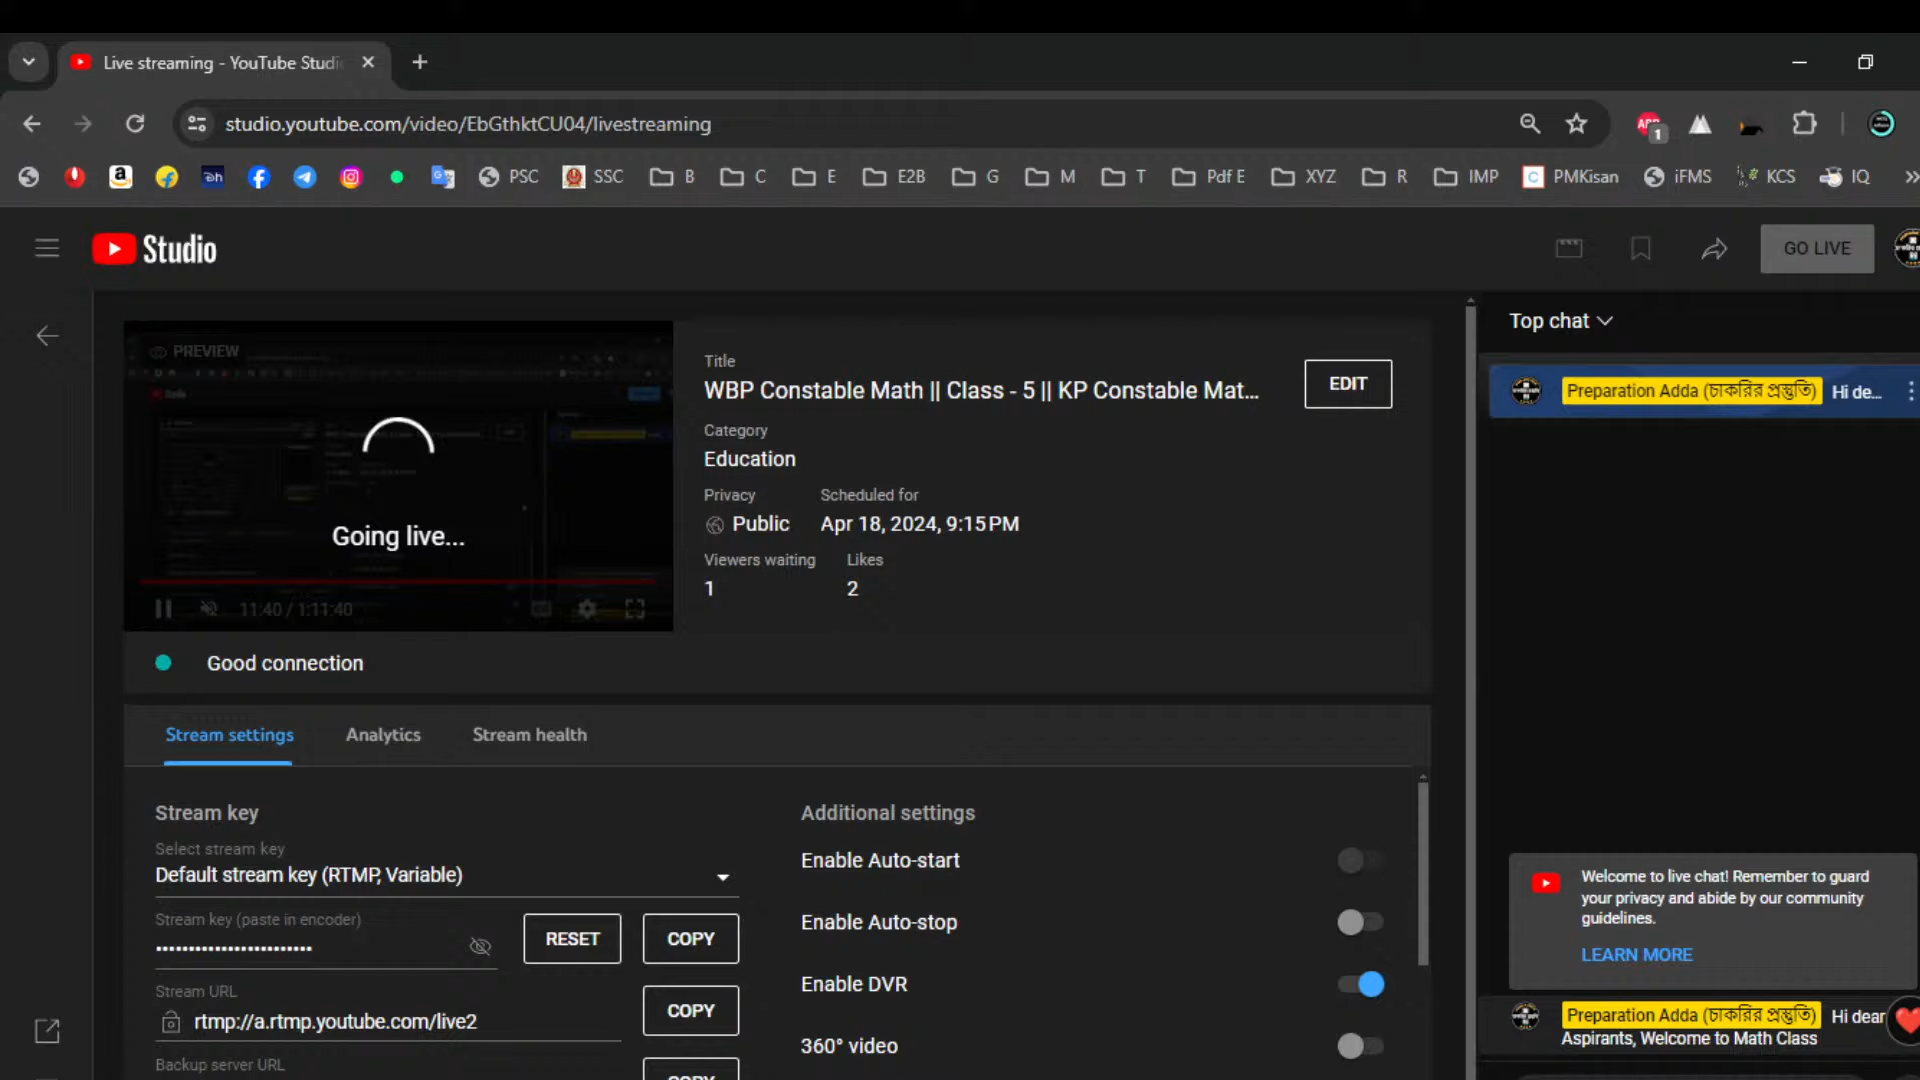 Live streaming - YouTube Studi
studio.youtube.com/video/EbGthktCU04/livestreaming
ABP 1
PSC SSC B C E E2B G M T Pdf E XYZ R IMP PMKisan iFMS KCS IQ
Studio
GO LIVE
PREVIEW
Going live...
11:40 / 1:11:40
Title
WBP Constable Math || Class - 5 || KP Constable Mat...
EDIT
Category
Education
Privacy Scheduled for
Public Apr 18, 2024, 9:15 PM
Viewers waiting Likes
1 2
Good connection
Stream settings Analytics Stream health
Stream key
Select stream key
Default stream key (RTMP, Variable)
Stream key (paste in encoder)
RESET COPY
Stream URL
rtmp://a.rtmp.youtube.com/live2
COPY
Backup server URL
COPY
Additional settings
Enable Auto-start
Enable Auto-stop
Enable DVR
360° video
Top chat
Preparation Adda (চাকরির প্রস্তুতি) Hi de...
Welcome to live chat! Remember to guard
your privacy and abide by our community
guidelines.
LEARN MORE
Preparation Adda (চাকরির প্রস্তুতি) Hi dear
Aspirants, Welcome to Math Class